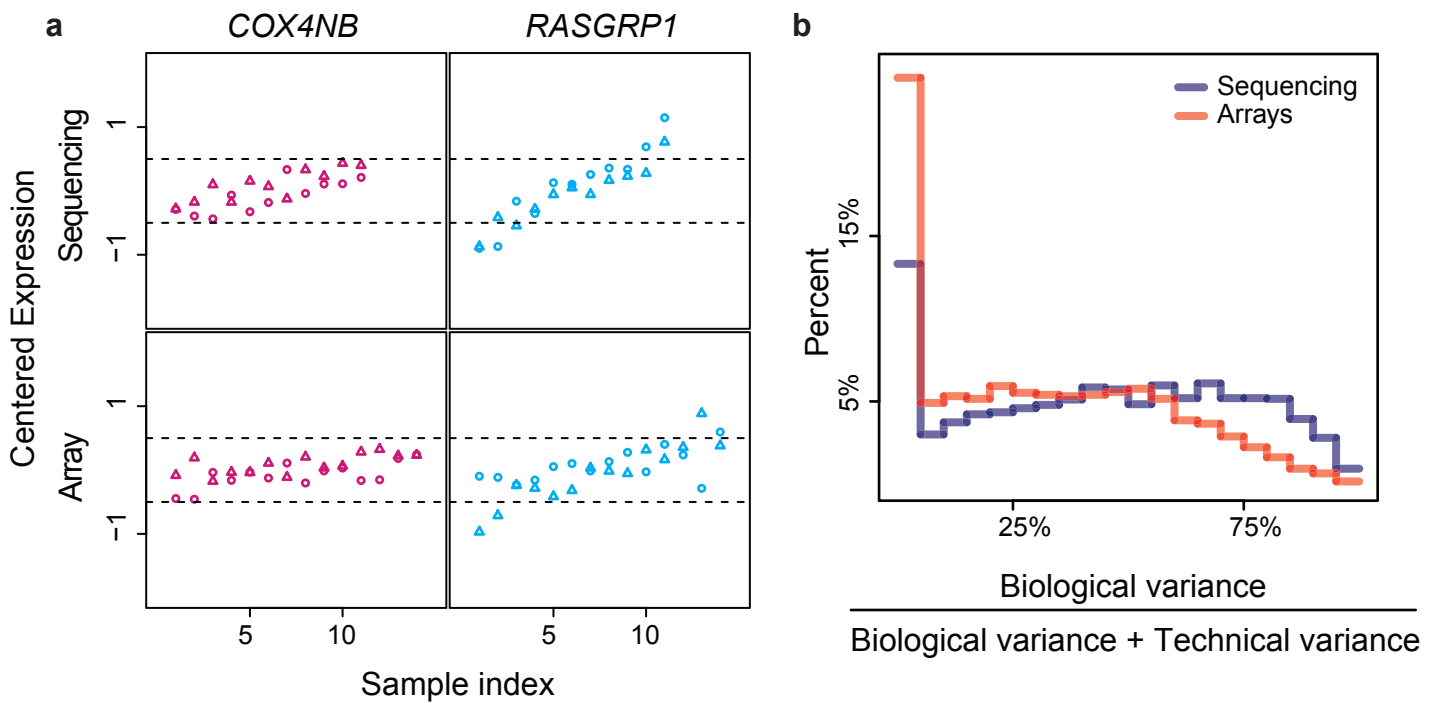 a
COX4NB
RASGRP1
Centered Expression
Sequencing
1
−1
Array
1
−1
5
10
5
10
Sample index
b
Sequencing
Arrays
Percent
15%
5%
25%
75%
Biological variance
Biological variance + Technical variance